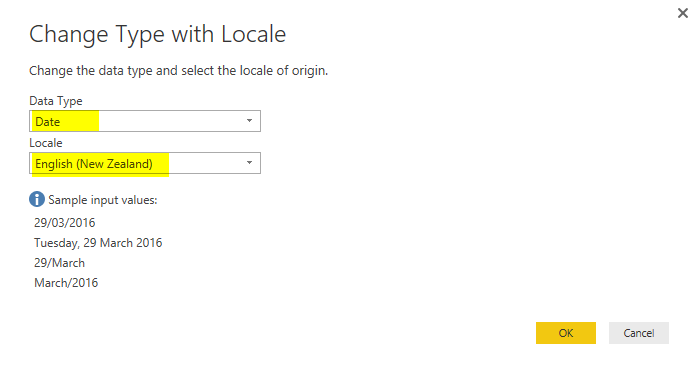 Change Type with Locale
Change the data type and select the locale of origin.
Data Type
Date
Locale
English (New Zealand)
Sample input values:
29/03/2016
Tuesday, 29 March 2016
29/March
March/2016
OK Cancel